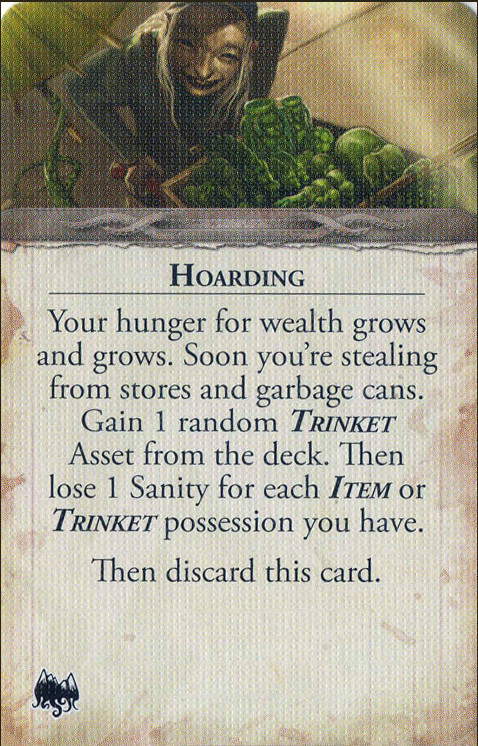 HOARDING
Your hunger for wealth grows
and grows. Soon you're stealing
from stores and garbage cans.
Gain 1 random TRINKET
Asset from the deck. Then
lose 1 Sanity for each ITEM or
TRINKET possession you have.
Then discard this card.